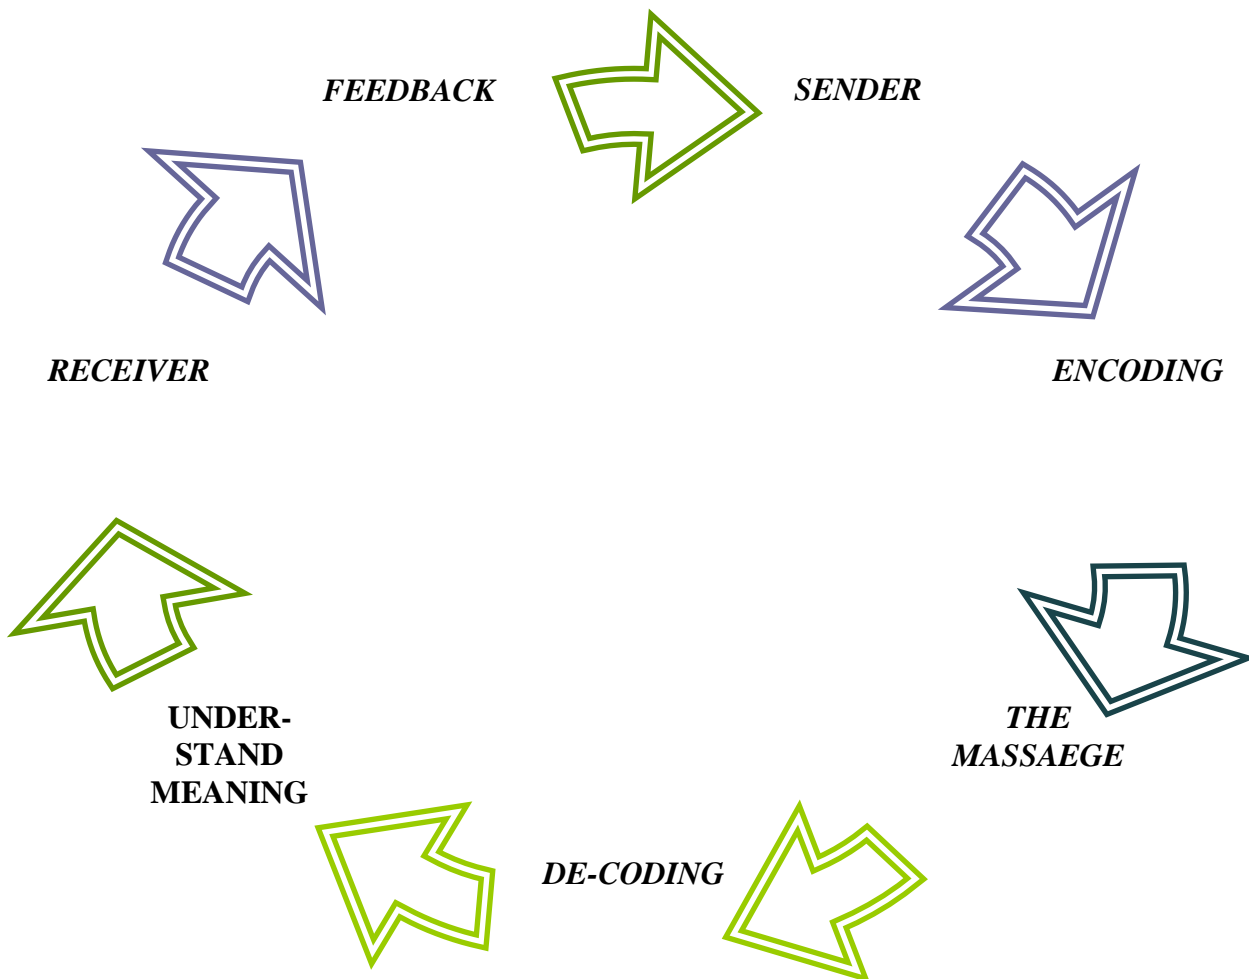 FEEDBACK
SENDER
RECEIVER
ENCODING
UNDER-
STAND
MEANING
THE
MASSAEGE
DE-CODING